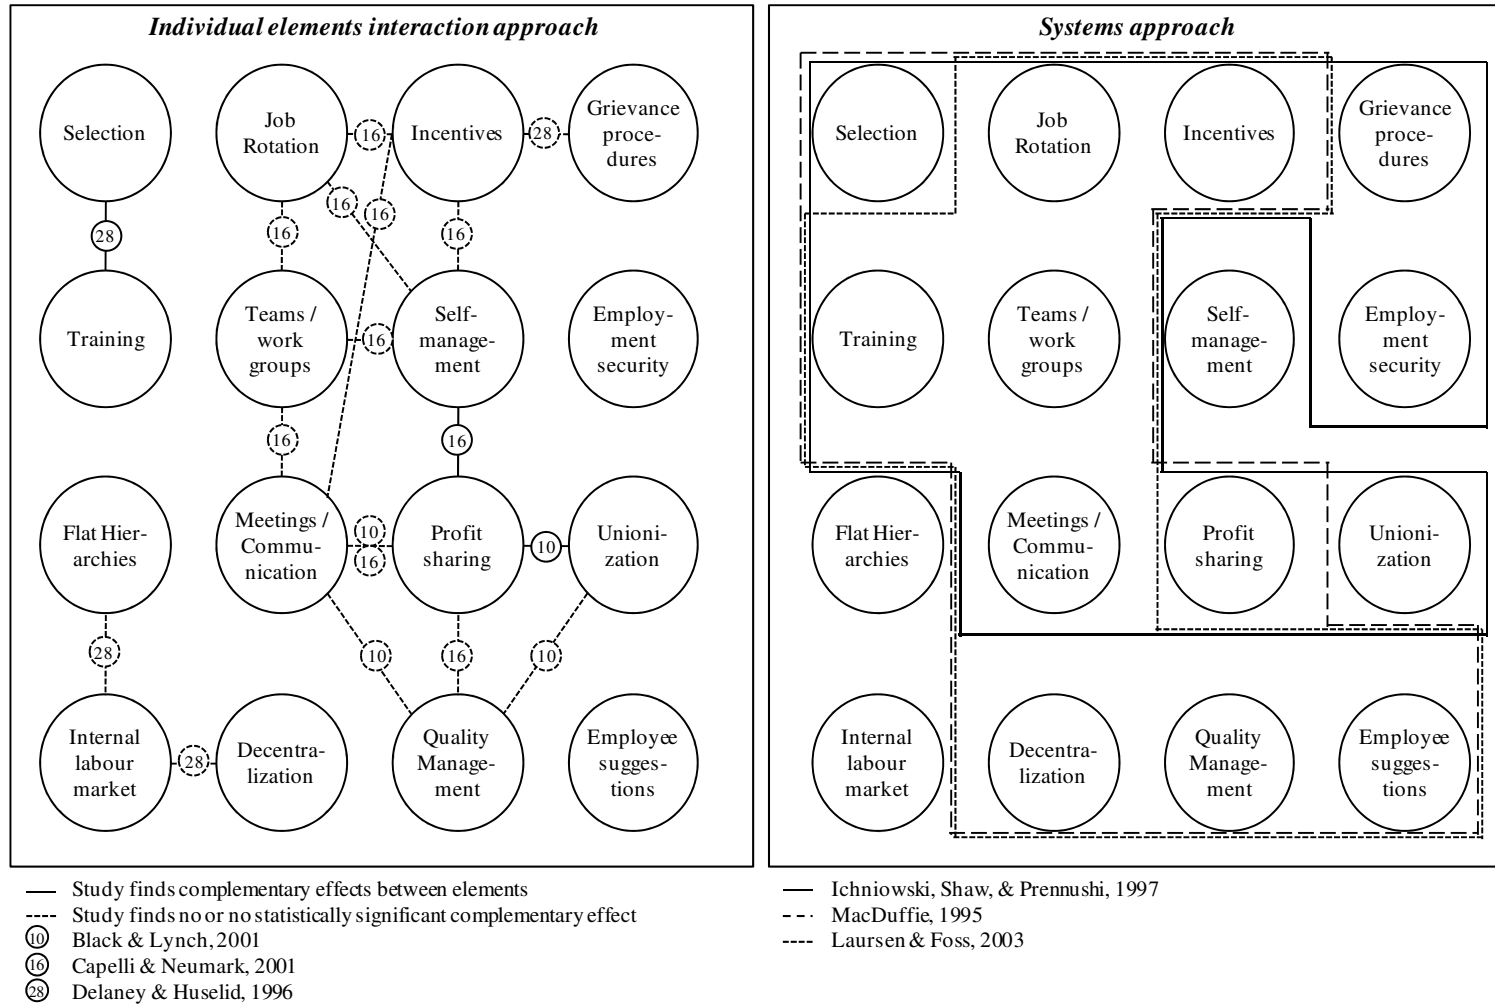 Individual elements interaction approach
Selection
Job
Rotation
16
Incentives
28
Grievance
proce-
dures
28
16
16
16
16
Training
Teams /
work
groups
16
Self-
manage-
ment
Employ-
ment
security
16
16
Flat Hier-
archies
Meetings /
Commu-
nication
10
16
Profit
sharing
10
Unioni-
zation
28
10
16
10
Internal
labour
market
28
Decentra-
lization
Quality
Manage-
ment
Employee
sugges-
tions
Study finds complementary effects between elements
Study finds no or no statistically significant complementary effect
10 Black & Lynch, 2001
16 Capelli & Neumark, 2001
28 Delaney & Huselid, 1996
Systems approach
Selection
Job
Rotation
Incentives
Grievance
proce-
dures
Training
Teams /
work
groups
Self-
manage-
ment
Employ-
ment
security
Flat Hier-
archies
Meetings /
Commu-
nication
Profit
sharing
Unioni-
zation
Internal
labour
market
Decentra-
lization
Quality
Manage-
ment
Employee
sugges-
tions
Ichniowski, Shaw, & Prennushi, 1997
MacDuffie, 1995
Laursen & Foss, 2003